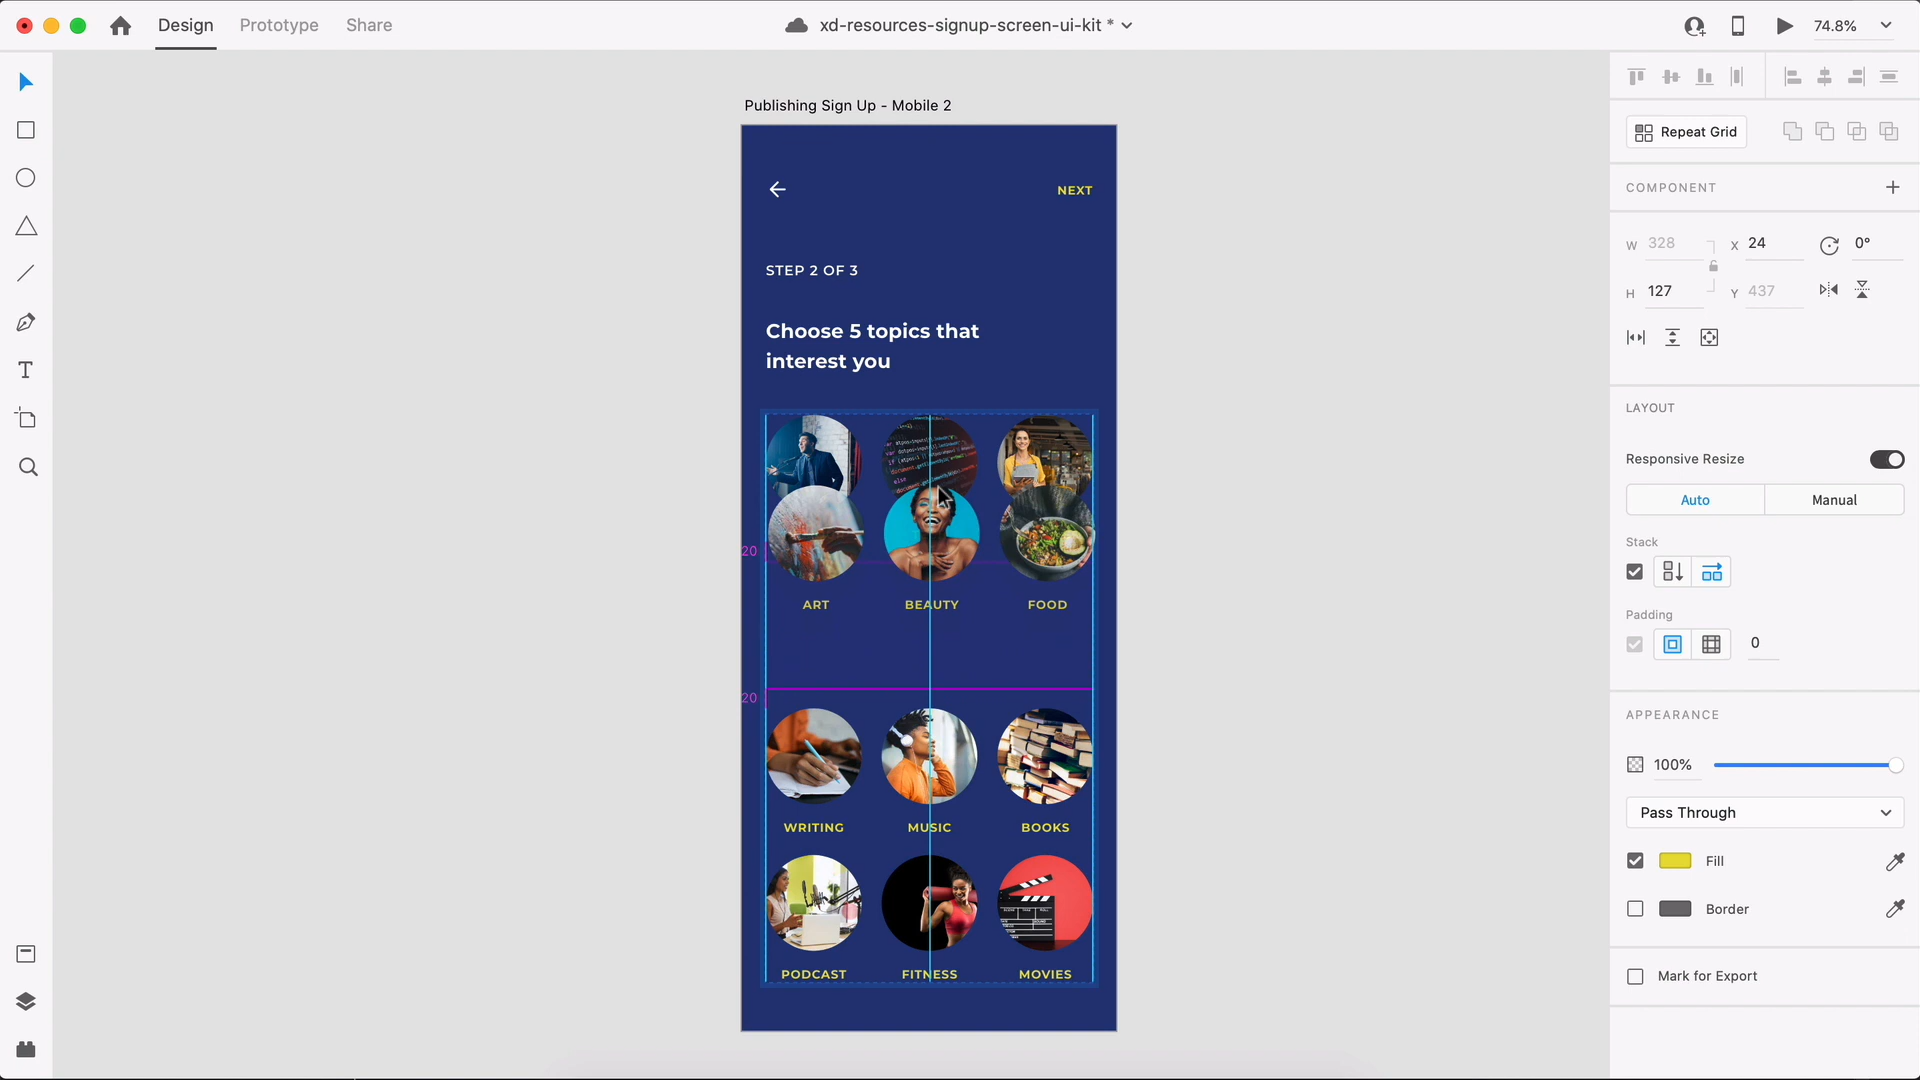 Design
Prototype
Share
xd-resources-signup-screen-ui-kit *
74.8%
Publishing Sign Up - Mobile 2
NEXT
STEP 2 OF 3
Choose 5 topics that
interest you
20
ART
BEAUTY
FOOD
20
WRITING
MUSIC
BOOKS
PODCAST
FITNESS
MOVIES
Repeat Grid
COMPONENT
W 328
X 24
0°
H 127
Y 437
LAYOUT
Responsive Resize
Auto
Manual
Stack
Padding
0
APPEARANCE
100%
Pass Through
Fill
Border
Mark for Export